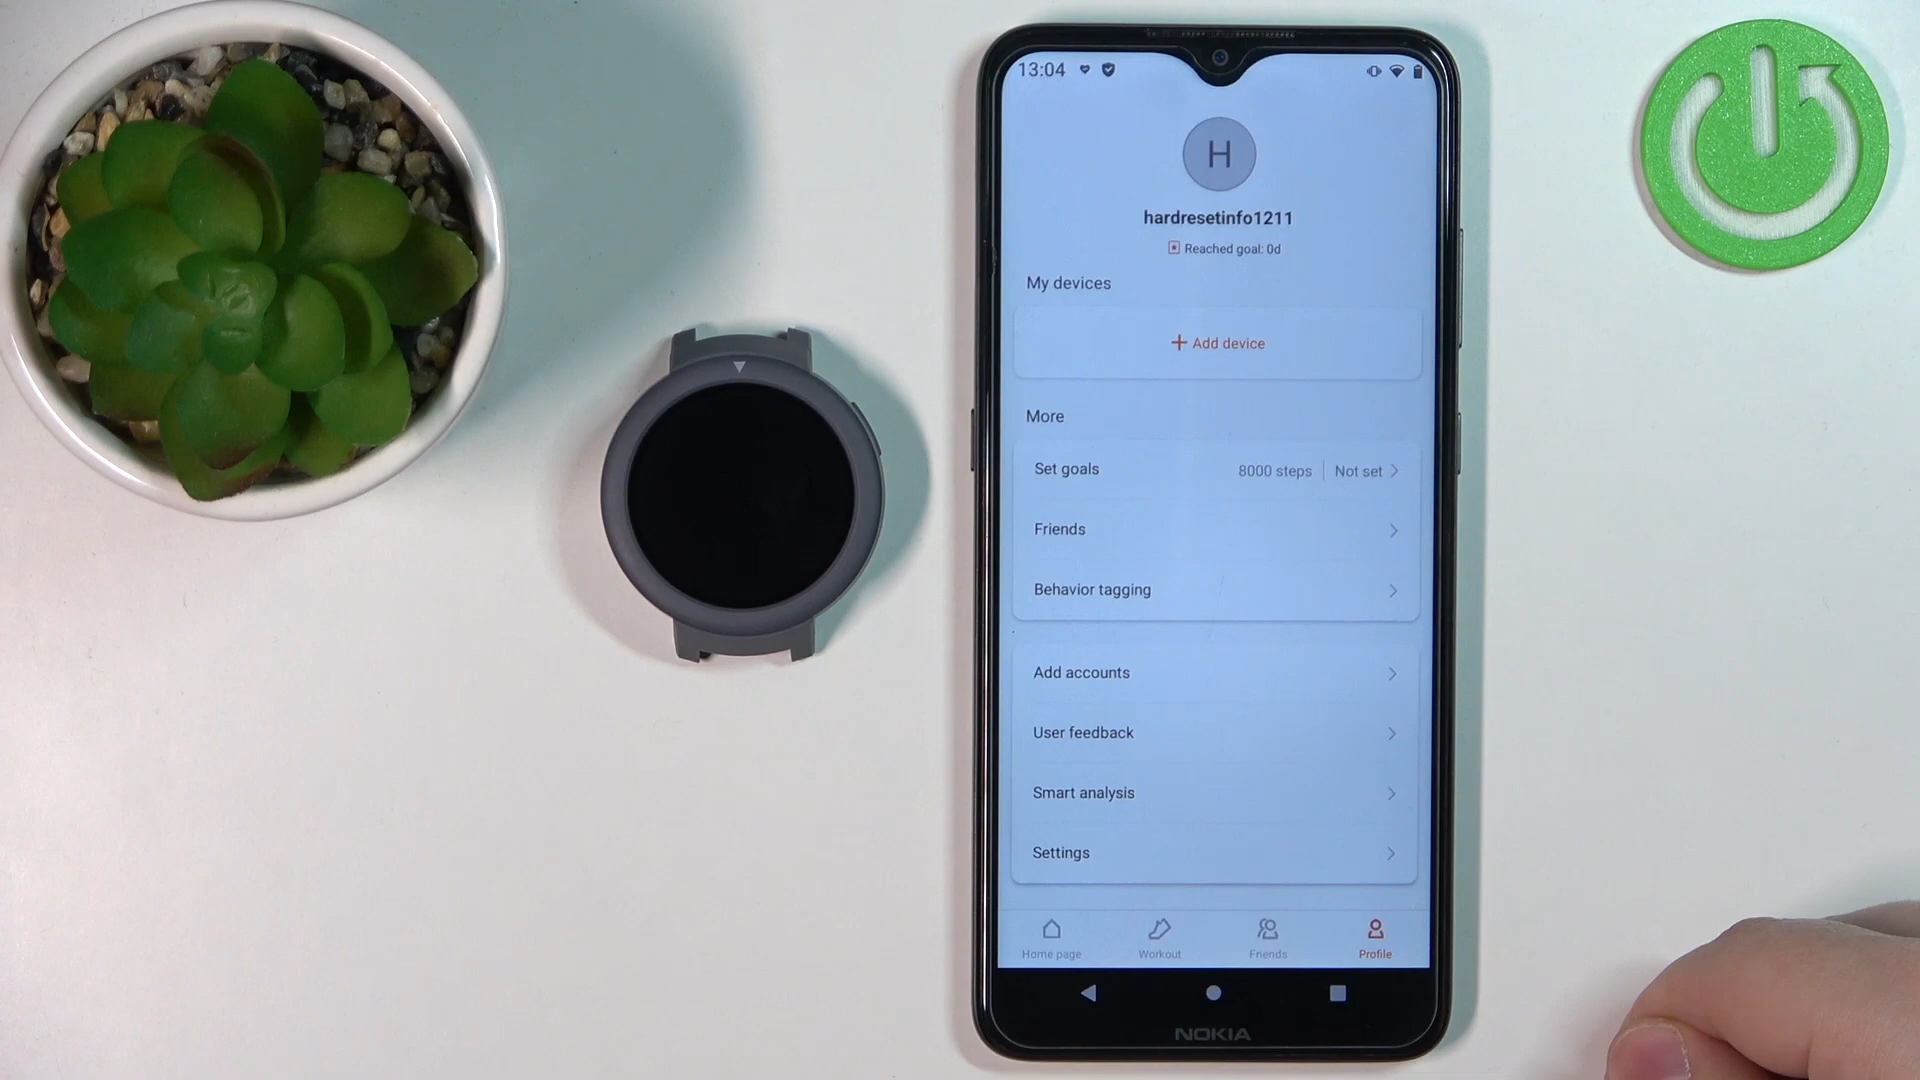 13:04
H
hardresetinfo1211
Reached goal: 0d
My devices
+ Add device
More
Set goals 8000 steps | Not set
Friends
Behavior tagging
Add accounts
User feedback
Smart analysis
Settings
Home page Workout Friends Profile
NOKIA